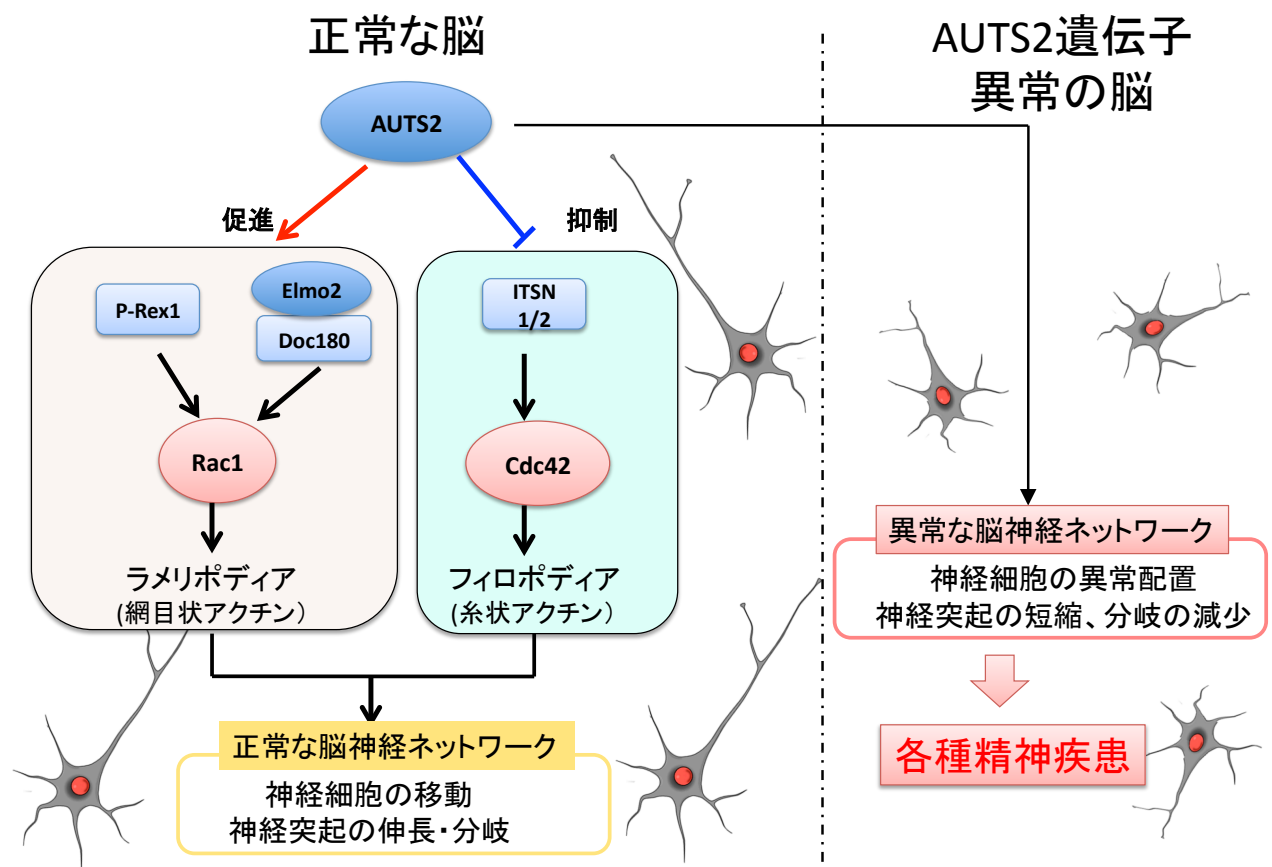 正常な脳
AUTS2
促進
抑制
P-Rex1
Elmo2
Doc180
ITSN
1/2
Rac1
Cdc42
ラメリポディア
(網目状アクチン)
フィロポディア
(糸状アクチン)
正常な脳神経ネットワーク
神経細胞の移動
神経突起の伸長・分岐
AUTS2遺伝子
異常の脳
異常な脳神経ネットワーク
神経細胞の異常配置
神経突起の短縮、分岐の減少
各種精神疾患